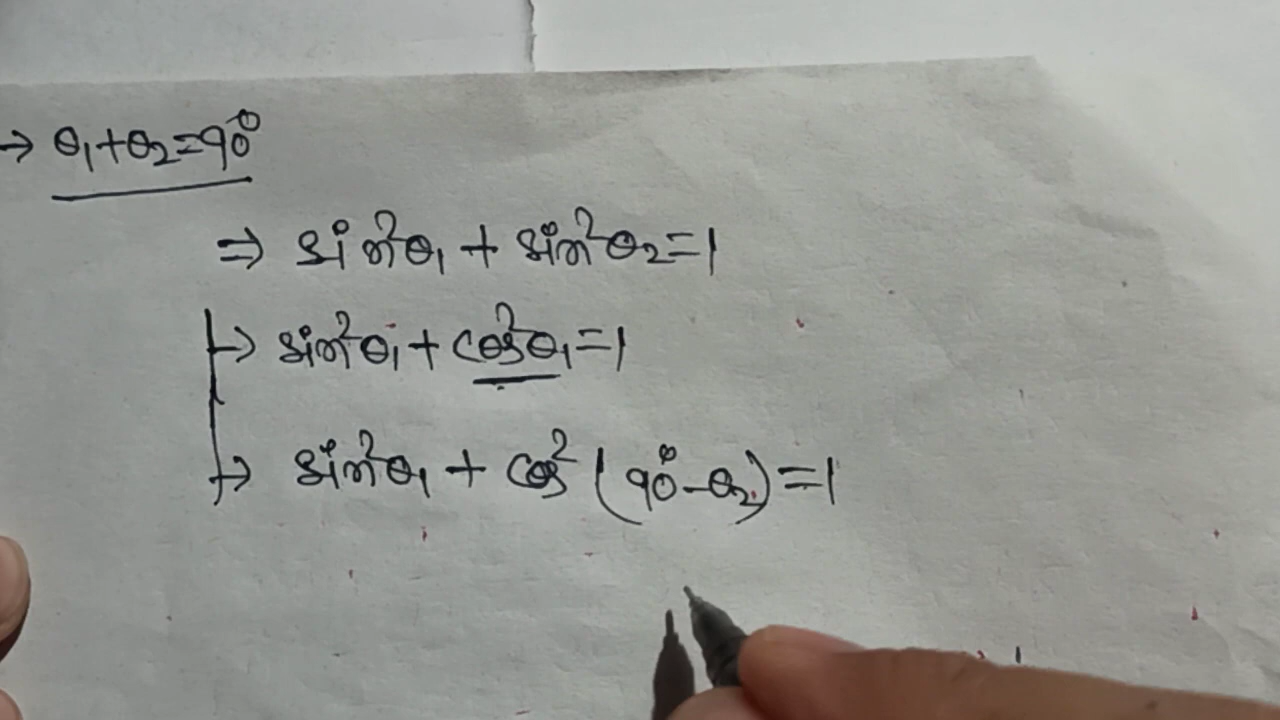 → θ₁+θ₂=90°
⇒ sin²θ₁ + sin²θ₂=1
→ sin²θ₁ + cos²θ₁=1
→ sin²θ₁ + cos² (90°-θ₂)=1